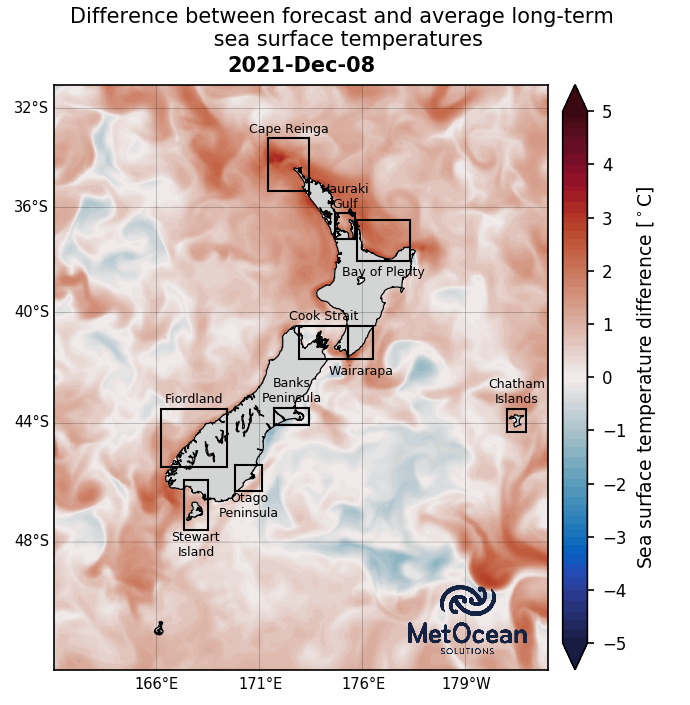 Difference between forecast and average long-term
sea surface temperatures
2021-Dec-08
32°S
36°S
40°S
44°S
48°S
Cape Reinga
Hauraki
Gulf
Bay of Plenty
Cook Strait
Wairarapa
Banks
Peninsula
Fiordland
Chatham
Islands
Otago
Peninsula
Stewart
Island
MetOcean
SOLUTIONS
166°E
171°E
176°E
179°W
5
4
3
2
1
0
−1
−2
−3
−4
−5
Sea surface temperature difference [°C]